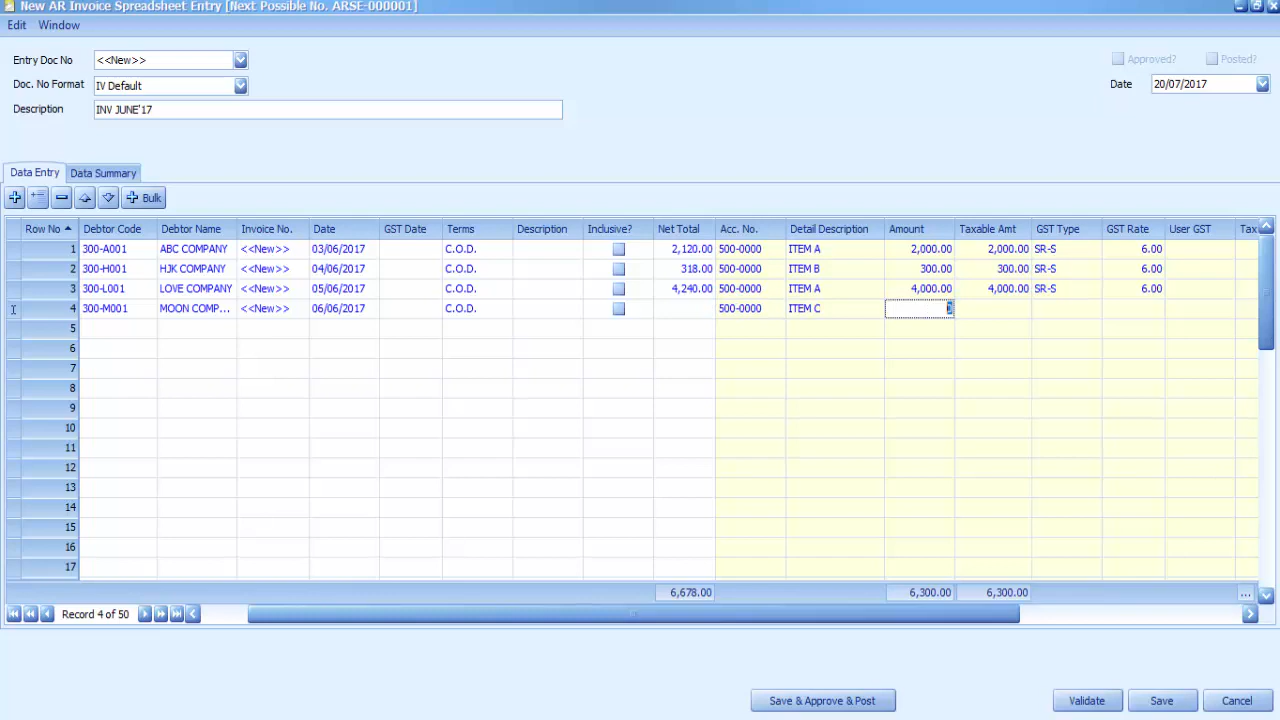 New AR Invoice Spreadsheet Entry [Next Possible No. ARSE-000001]
Edit Window
Entry Doc No <<New>> Approved? Posted?
Doc. No Format IV Default Date 20/07/2017
Description INV JUNE'17
Data Entry Data Summary
Bulk
Row No Debtor Code Debtor Name Invoice No. Date GST Date Terms Description Inclusive? Net Total Acc. No. Detail Description Amount Taxable Amt GST Type GST Rate User GST Tax
1 300-A001 ABC COMPANY <<New>> 03/06/2017 C.O.D. 2,120.00 500-0000 ITEM A 2,000.00 2,000.00 SR-S 6.00
2 300-H001 HJK COMPANY <<New>> 04/06/2017 C.O.D. 318.00 500-0000 ITEM B 300.00 300.00 SR-S 6.00
3 300-L001 LOVE COMPANY <<New>> 05/06/2017 C.O.D. 4,240.00 500-0000 ITEM A 4,000.00 4,000.00 SR-S 6.00
4 300-M001 MOON COMP... <<New>> 06/06/2017 C.O.D. 500-0000 ITEM C
5
6
7
8
9
10
11
12
13
14
15
16
17
6,678.00 6,300.00 6,300.00 ...
Record 4 of 50
Save & Approve & Post Validate Save Cancel